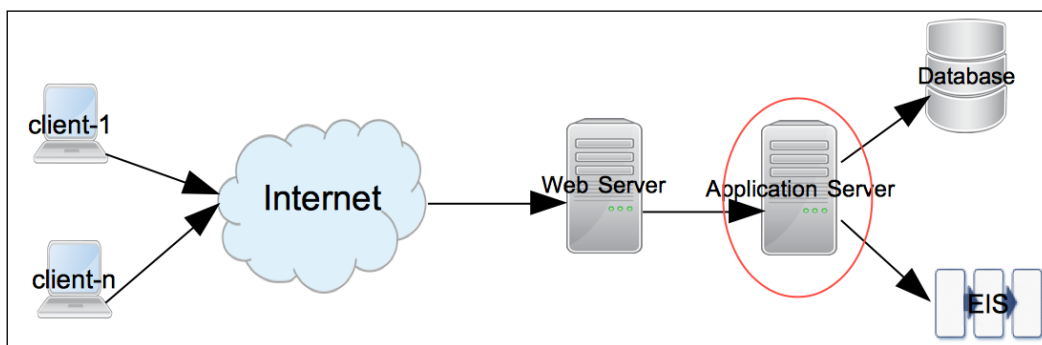 client-1
client-n
Internet
Web Server
Application Server
Database
EIS